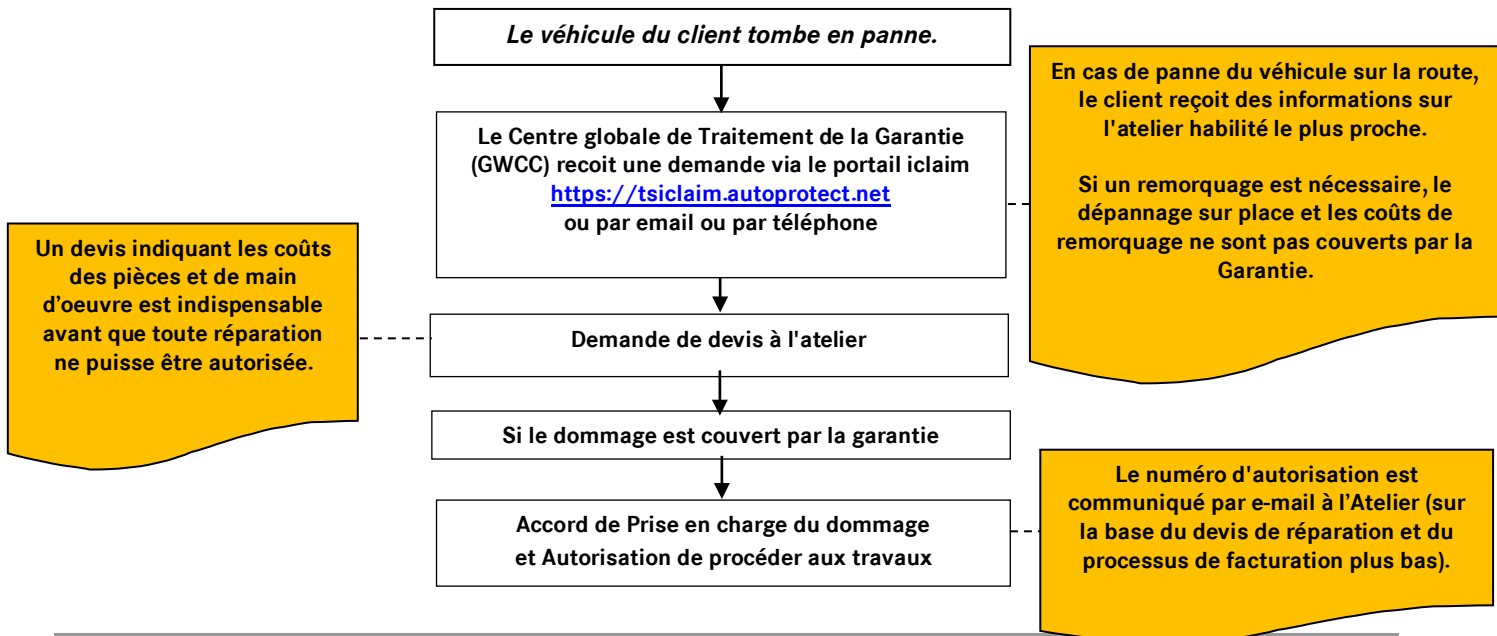 Le véhicule du client tombe en panne.
En cas de panne du véhicule sur la route,
le client reçoit des informations sur
l'atelier habilité le plus proche.
Si un remorquage est nécessaire, le
dépannage sur place et les coûts de
remorquage ne sont pas couverts par la
Garantie.
Le Centre globale de Traitement de la Garantie
(GWCC) recoit une demande via le portail iclaim
https://tsiclaim.autoprotect.net
ou par email ou par téléphone
Un devis indiquant les coûts
des pièces et de main
d'oeuvre est indispensable
avant que toute réparation
ne puisse être autorisée.
Demande de devis à l'atelier
Si le dommage est couvert par la garantie
Accord de Prise en charge du dommage
et Autorisation de procéder aux travaux
Le numéro d'autorisation est
communiqué par e-mail à l'Atelier (sur
la base du devis de réparation et du
processus de facturation plus bas).